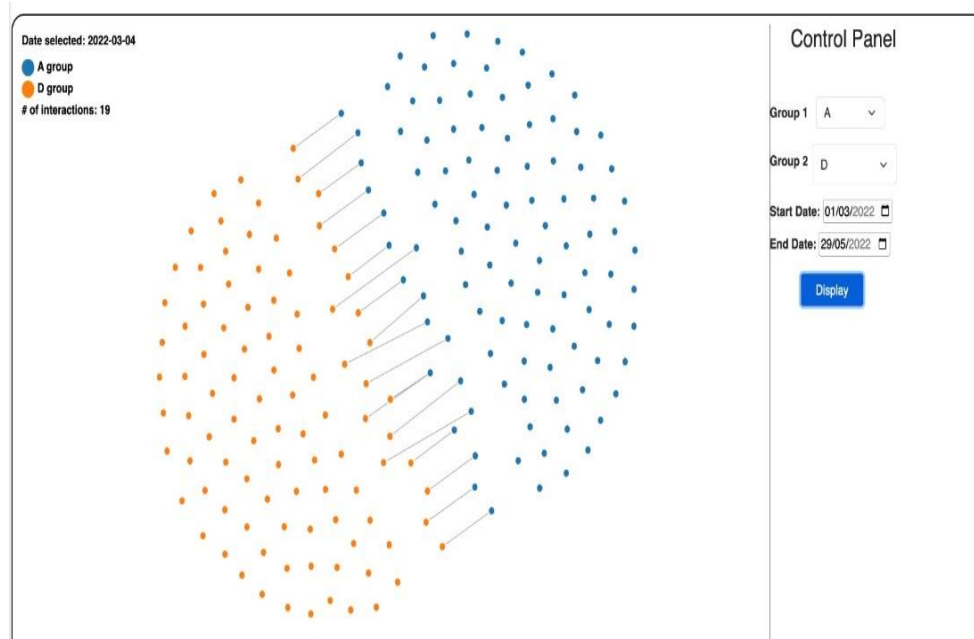 Date selected: 2022-03-04
A group
D group
# of interactions: 19
Control Panel
Group 1 A
Group 2 D
Start Date: 01/03/2022
End Date: 29/05/2022
Display